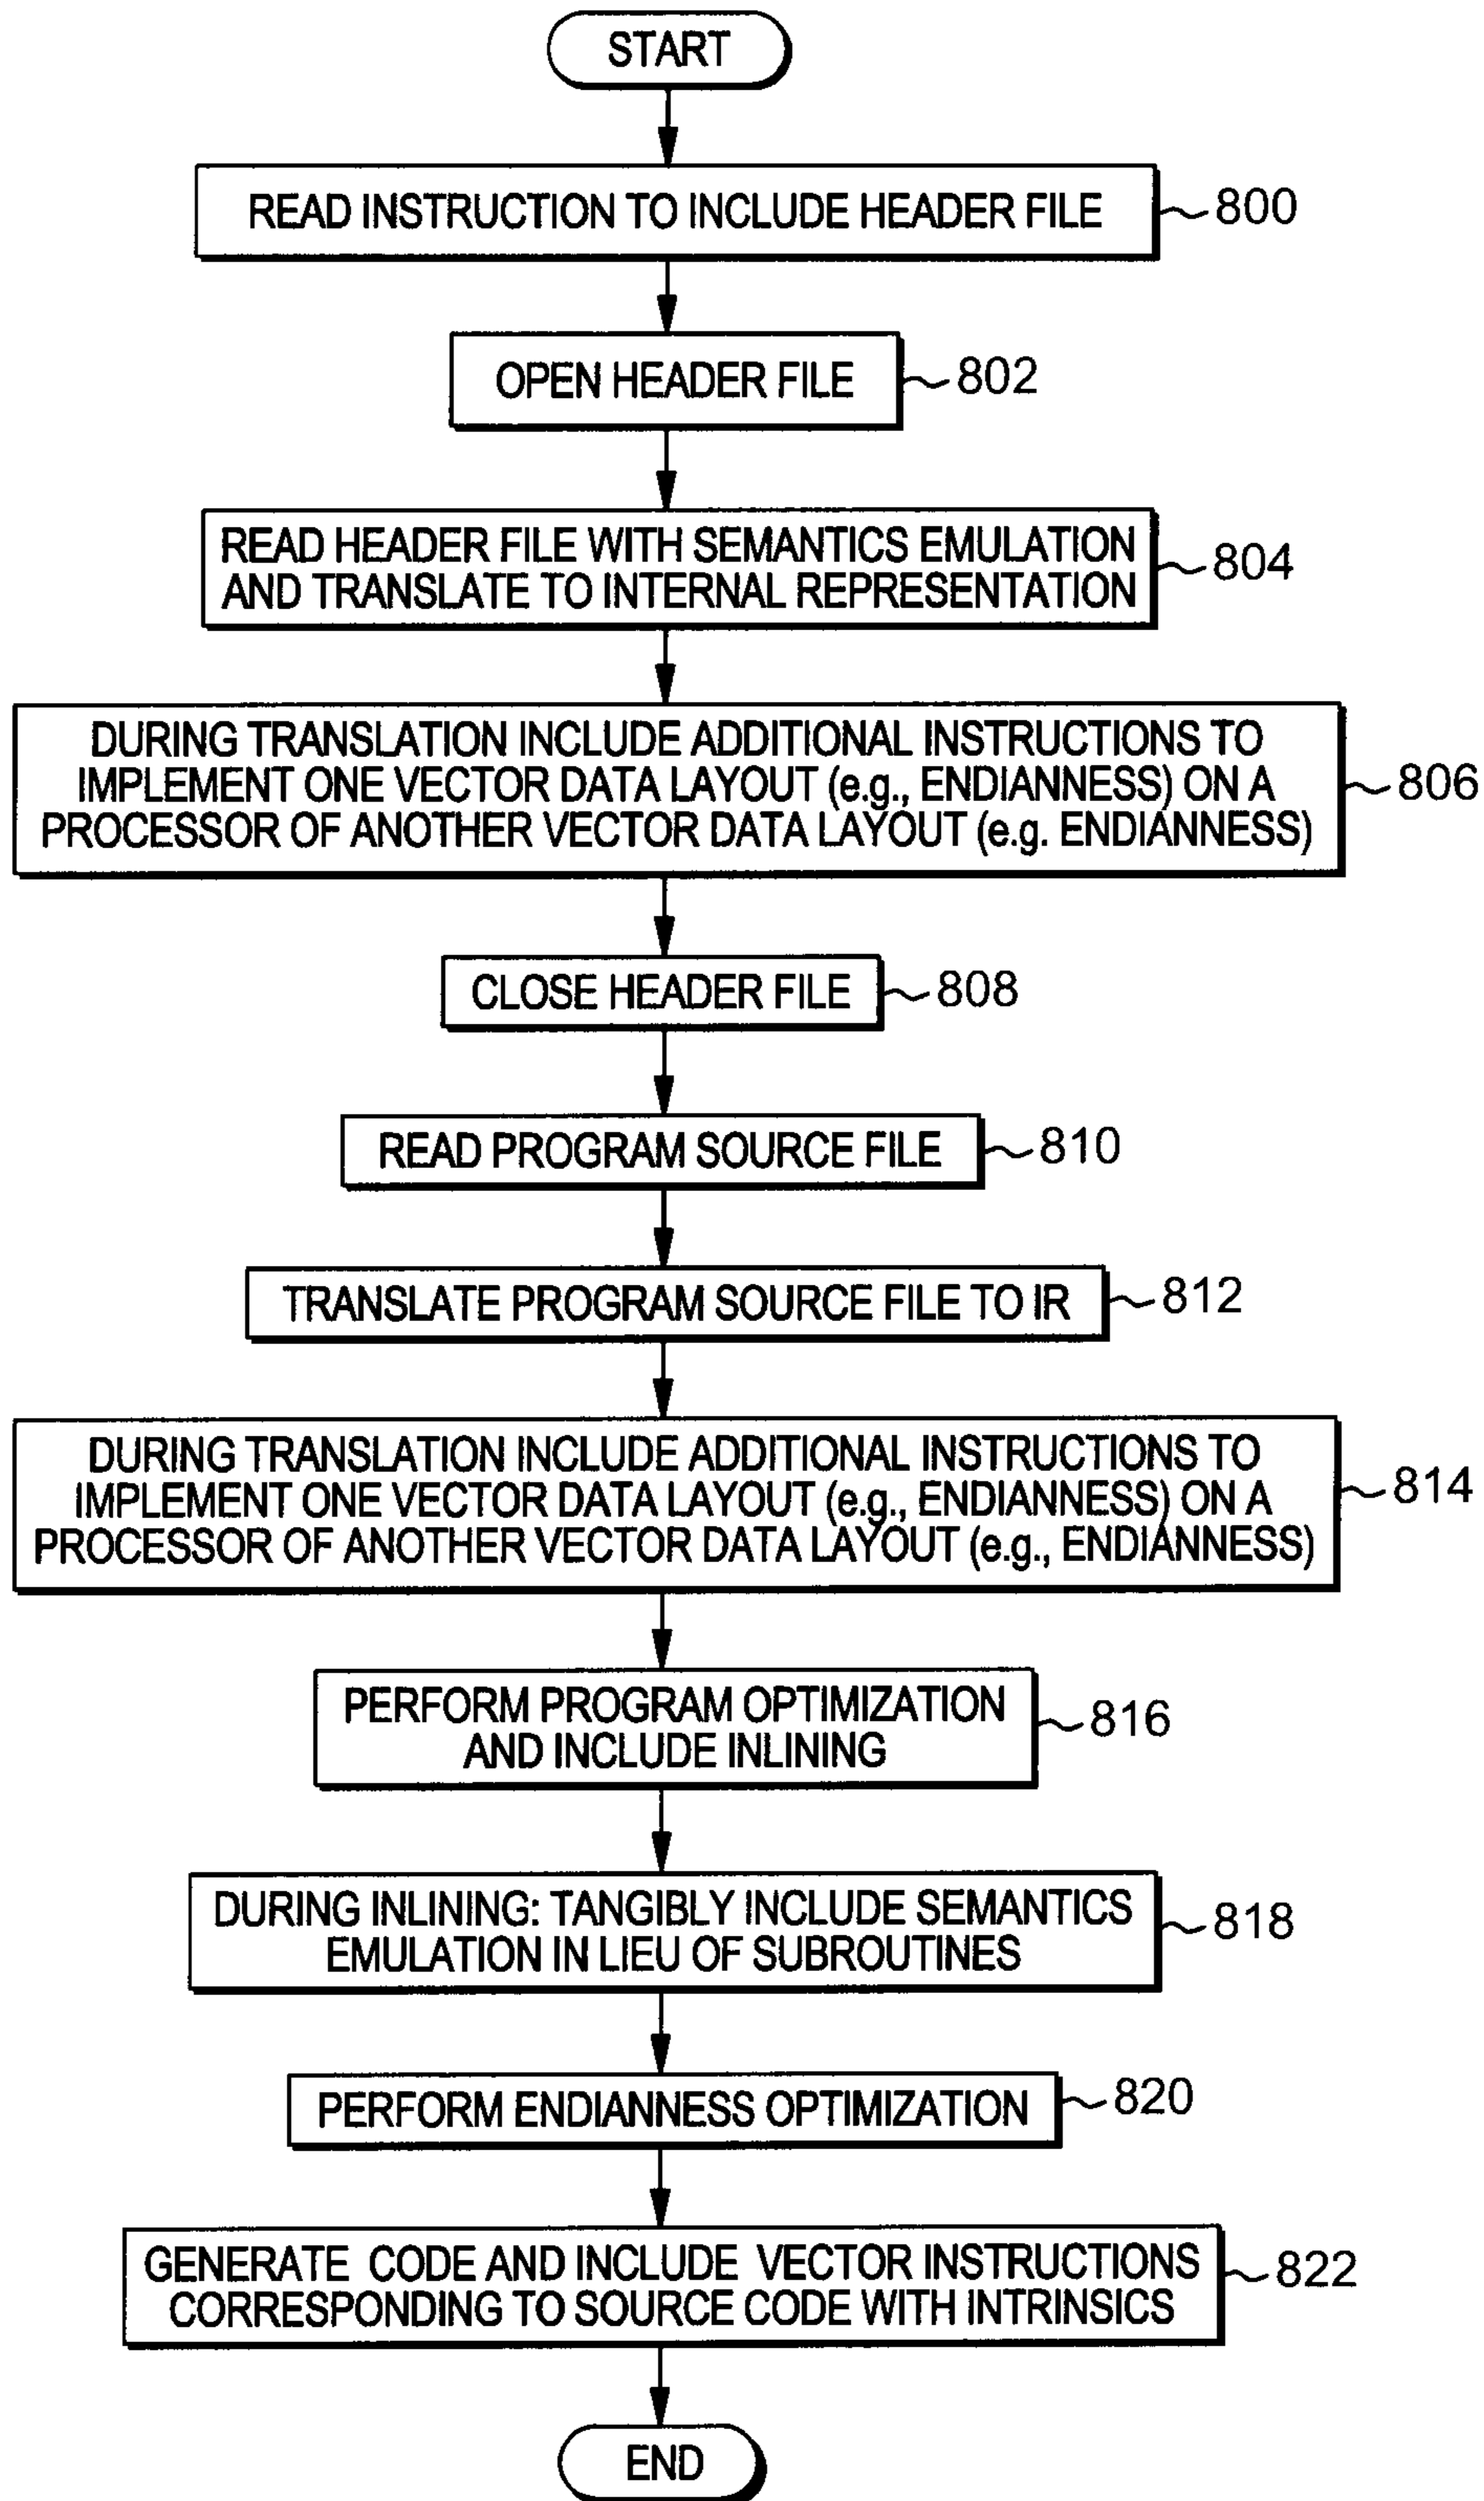 START
READ INSTRUCTION TO INCLUDE HEADER FILE
800
OPEN HEADER FILE
802
READ HEADER FILE WITH SEMANTICS EMULATION
AND TRANSLATE TO INTERNAL REPRESENTATION
804
DURING TRANSLATION INCLUDE ADDITIONAL INSTRUCTIONS TO
IMPLEMENT ONE VECTOR DATA LAYOUT (e.g., ENDIANNESS) ON A
PROCESSOR OF ANOTHER VECTOR DATA LAYOUT (e.g. ENDIANNESS)
806
CLOSE HEADER FILE
808
READ PROGRAM SOURCE FILE
810
TRANSLATE PROGRAM SOURCE FILE TO IR
812
DURING TRANSLATION INCLUDE ADDITIONAL INSTRUCTIONS TO
IMPLEMENT ONE VECTOR DATA LAYOUT (e.g., ENDIANNESS) ON A
PROCESSOR OF ANOTHER VECTOR DATA LAYOUT (e.g., ENDIANNESS)
814
PERFORM PROGRAM OPTIMIZATION
AND INCLUDE INLINING
816
DURING INLINING: TANGIBLY INCLUDE SEMANTICS
EMULATION IN LIEU OF SUBROUTINES
818
PERFORM ENDIANNESS OPTIMIZATION
820
GENERATE CODE AND INCLUDE VECTOR INSTRUCTIONS
CORRESPONDING TO SOURCE CODE WITH INTRINSICS
822
END